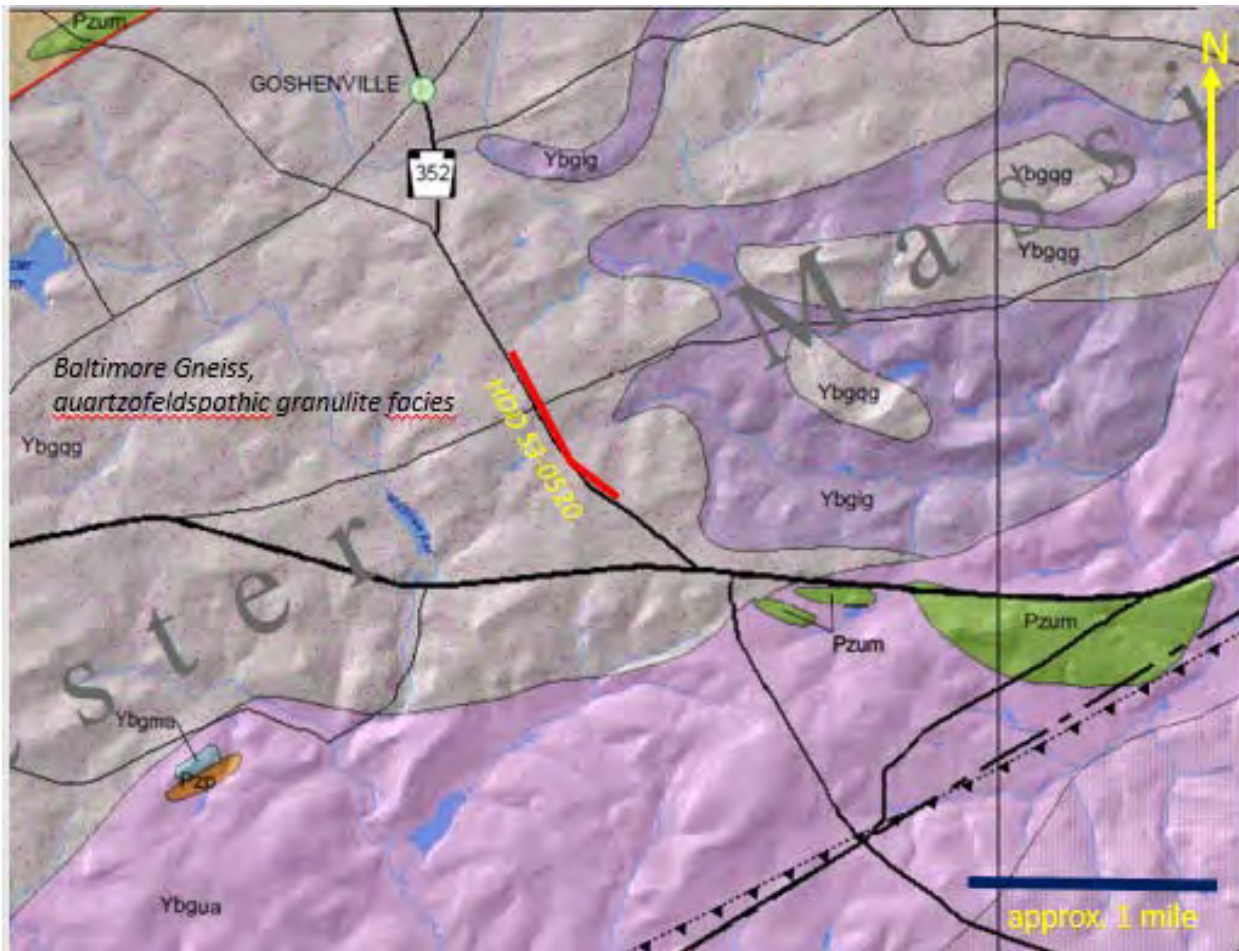 Pzum
N
GOSHENVILLE
352
Ybgig
Ybgqg
Ybgqg
M a s s i
Baltimore Gneiss,
quartzofeldspathic granulite facies
HDD S3-0520
Ybgqg
Ybgqg
Ybgig
s t e r
Pzum
Pzum
Ybgma
Pzp
Ybgua
approx. 1 mile